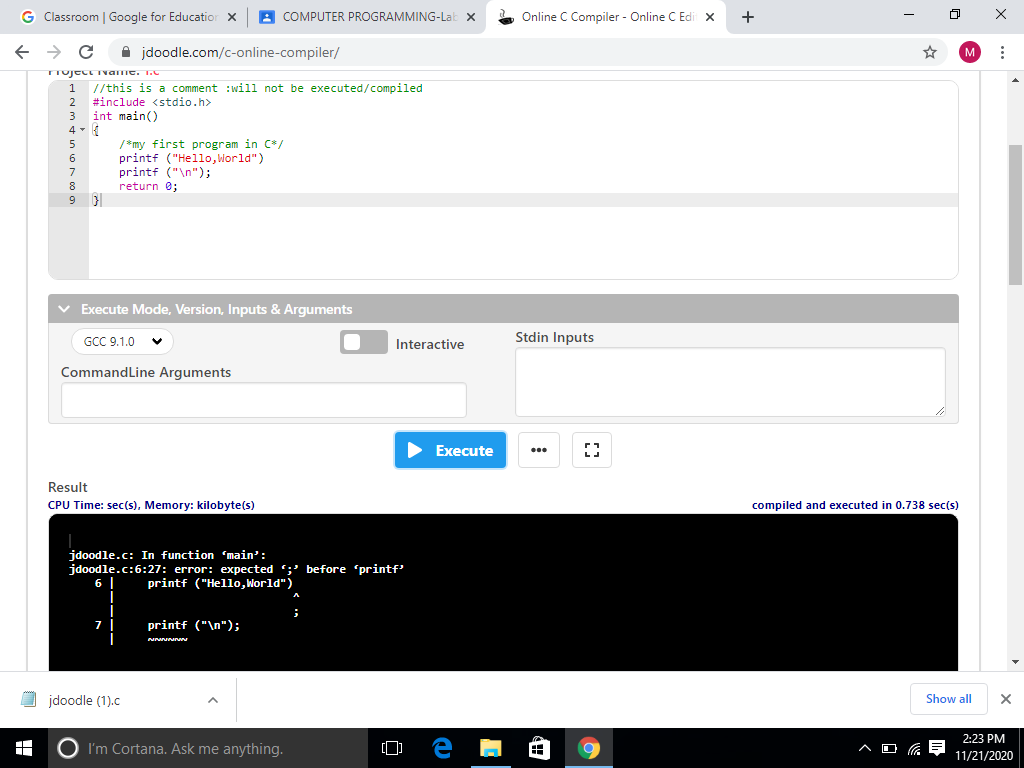 Classroom | Google for Education
COMPUTER PROGRAMMING-Lab
Online C Compiler - Online C Edi
jdoodle.com/c-online-compiler/
M
Project Name: 1.c
1 //this is a comment :will not be executed/compiled
2 #include <stdio.h>
3 int main()
4 {
5 /*my first program in C*/
6 printf ("Hello,World")
7 printf ("\n");
8 return 0;
9 }
Execute Mode, Version, Inputs & Arguments
GCC 9.1.0
Interactive
Stdin Inputs
CommandLine Arguments
Execute
Result
CPU Time: sec(s), Memory: kilobyte(s)
compiled and executed in 0.738 sec(s)
jdoodle.c: In function ‘main’:
jdoodle.c:6:27: error: expected ‘;’ before ‘printf’
6 | printf ("Hello,World")
| ^
| ;
7 | printf ("\n");
| ~~~~~~
jdoodle (1).c
Show all
I'm Cortana. Ask me anything.
2:23 PM
11/21/2020